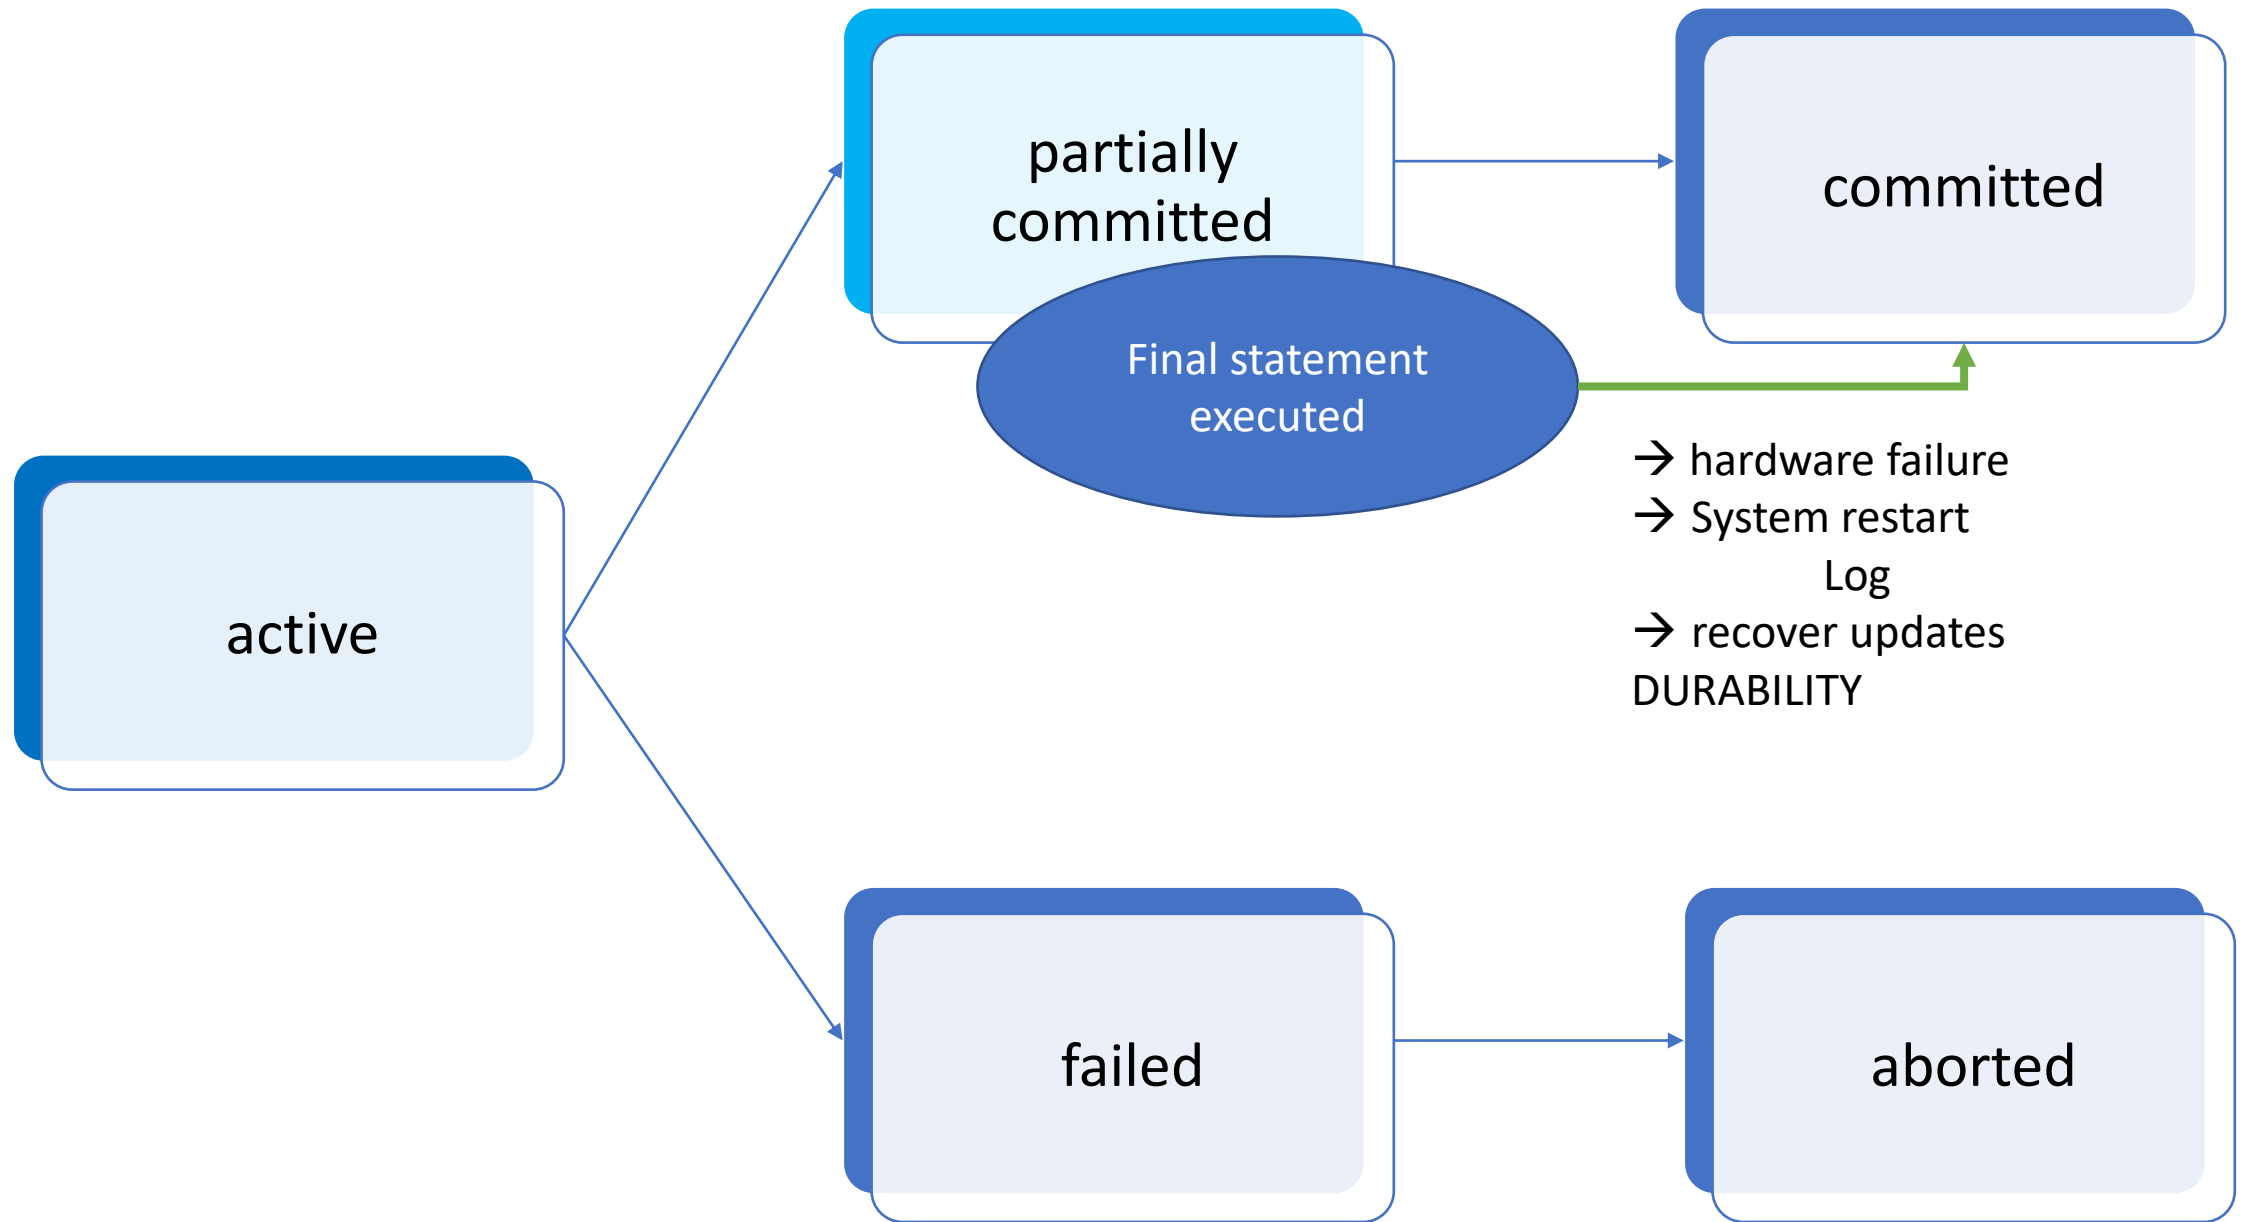 partially
committed
committed
Final statement
executed
→ hardware failure
→ System restart
Log
→ recover updates
DURABILITY
active
failed
aborted